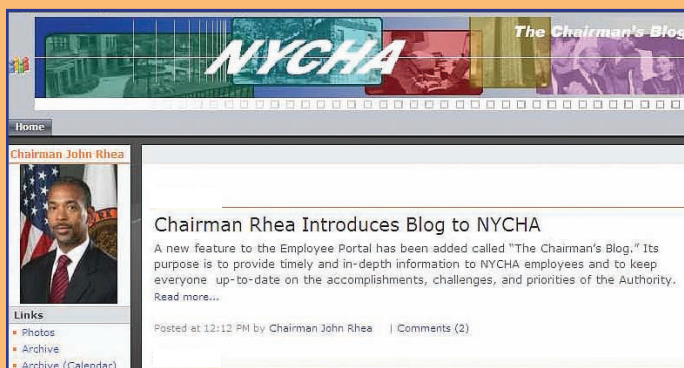 The Chairman's Blog
NYCHA
Home
Chairman John Rhea
Chairman Rhea Introduces Blog to NYCHA
A new feature to the Employee Portal has been added called "The Chairman's Blog." Its
purpose is to provide timely and in-depth information to NYCHA employees and to keep
everyone up-to-date on the accomplishments, challenges, and priorities of the Authority.
Read more...
Posted at 12:12 PM by Chairman John Rhea | Comments (2)
Links
Photos
Archive
Archive (Calendar)